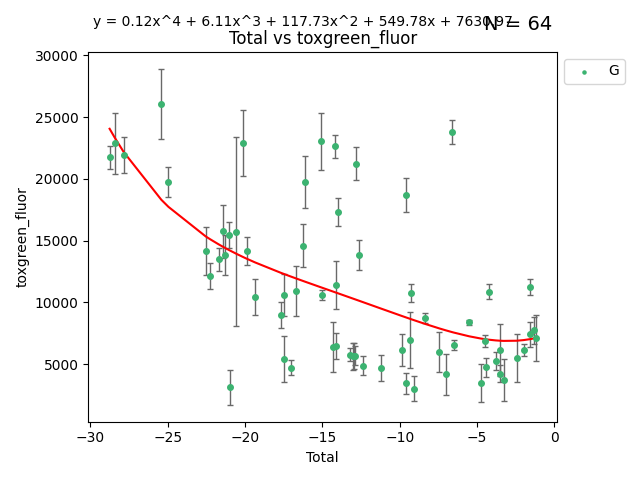 y = 0.12x^4 + 6.11x^3 + 117.73x^2 + 549.78x + 7630.97
N = 64
Total vs toxgreen_fluor
G
toxgreen_fluor
30000
25000
20000
15000
10000
5000
−30 −25 −20 −15 −10 −5 0
Total